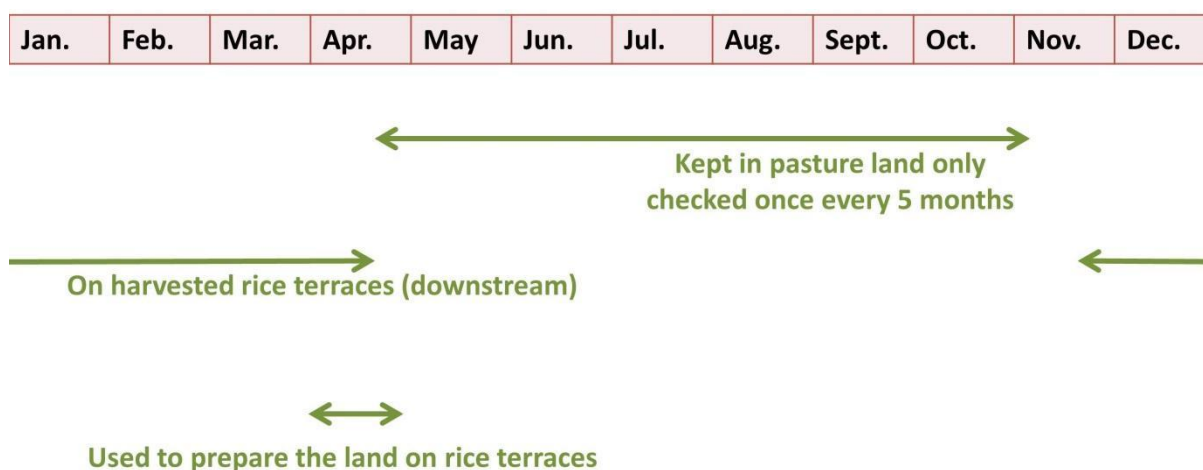 Jan. Feb. Mar. Apr. May Jun. Jul. Aug. Sept. Oct. Nov. Dec.
Kept in pasture land only
checked once every 5 months
On harvested rice terraces (downstream)
Used to prepare the land on rice terraces